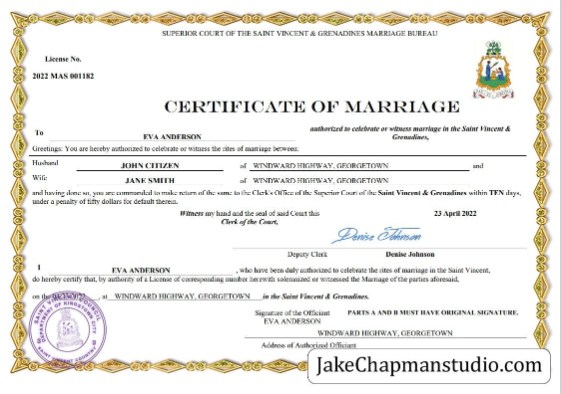 SUPERIOR COURT OF THE SAINT VINCENT & GRENADINES MARRIAGE BUREAU
License No.
2022 MAS 001182
CERTIFICATE OF MARRIAGE
To EVA ANDERSON authorized to celebrate or witness marriage in the Saint Vincent &
Grenadines,
Greetings: You are hereby authorized to celebrate or witness the rites of marriage between:
Husband JOHN CITIZEN of WINDWARD HIGHWAY, GEORGETOWN and
Wife JANE SMITH of WINDWARD HIGHWAY, GEORGETOWN
and having done so, you are commanded to make return of the same to the Clerk's Office of the Superior Court of the Saint Vincent & Grenadines within TEN days,
under a penalty of fifty dollars for default therein.
Witness my hand and the seal of said Court this 23 April 2022
Clerk of the Court,
Denise Johnson
Deputy Clerk Denise Johnson
I EVA ANDERSON , who have been duly authorized to celebrate the rites of marriage in the Saint Vincent,
do hereby certify that, by authority of a License of corresponding number herewith solemnized or witnessed the Marriage of the parties aforesaid,
on the , at WINDWARD HIGHWAY, GEORGETOWN in the Saint Vincent & Grenadines.
Signature of the Officiant PARTS A AND B MUST HAVE ORIGINAL SIGNATURE.
EVA ANDERSON
WINDWARD HIGHWAY, GEORGETOWN
Address of Authorized Officiant
DEPARTMENT OF KINGSTOWN CITY
JakeChapmanstudio.com